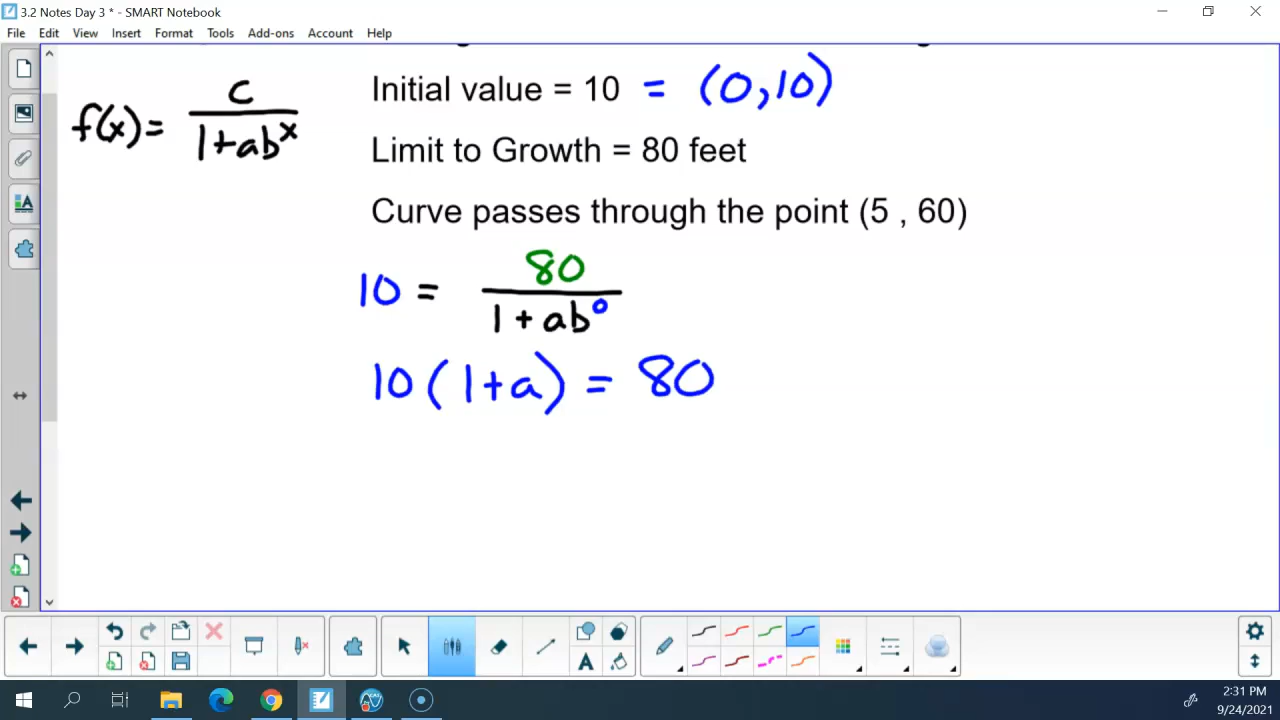 3.2 Notes Day 3 * - SMART Notebook
File Edit View Insert Format Tools Add-ons Account Help
Initial value = 10 = (0,10)
f(x) = c / 1+ab^x
Limit to Growth = 80 feet
Curve passes through the point (5 , 60)
10 = 80 / 1 + ab^0
10(1+a) = 80
2:31 PM
9/24/2021